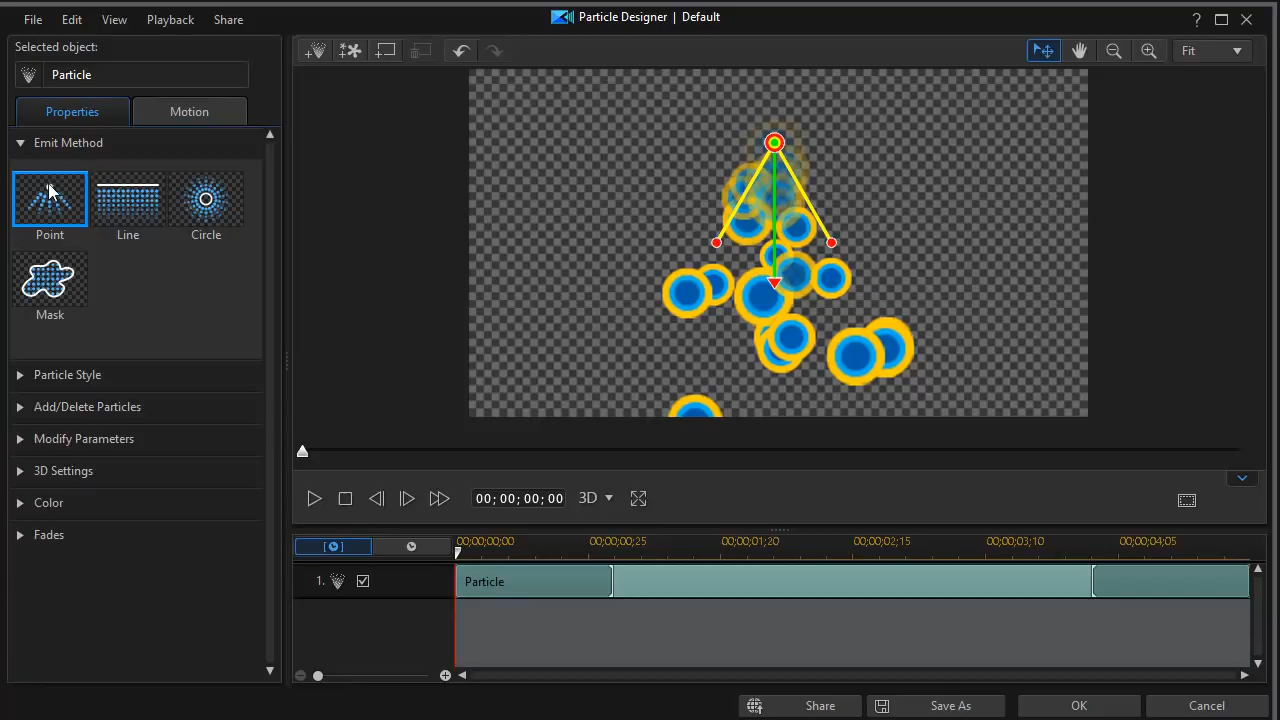 File Edit View Playback Share
Particle Designer | Default
?
Selected object:
Particle
Properties Motion
Emit Method
Point Line Circle
Mask
Particle Style
Add/Delete Particles
Modify Parameters
3D Settings
Color
Fades
Fit
00;00;00;00 3D
00;00;00;00 00;00;00;25 00;00;01;20 00;00;02;15 00;00;03;10 00;00;04;05
1. Particle
Share Save As OK Cancel